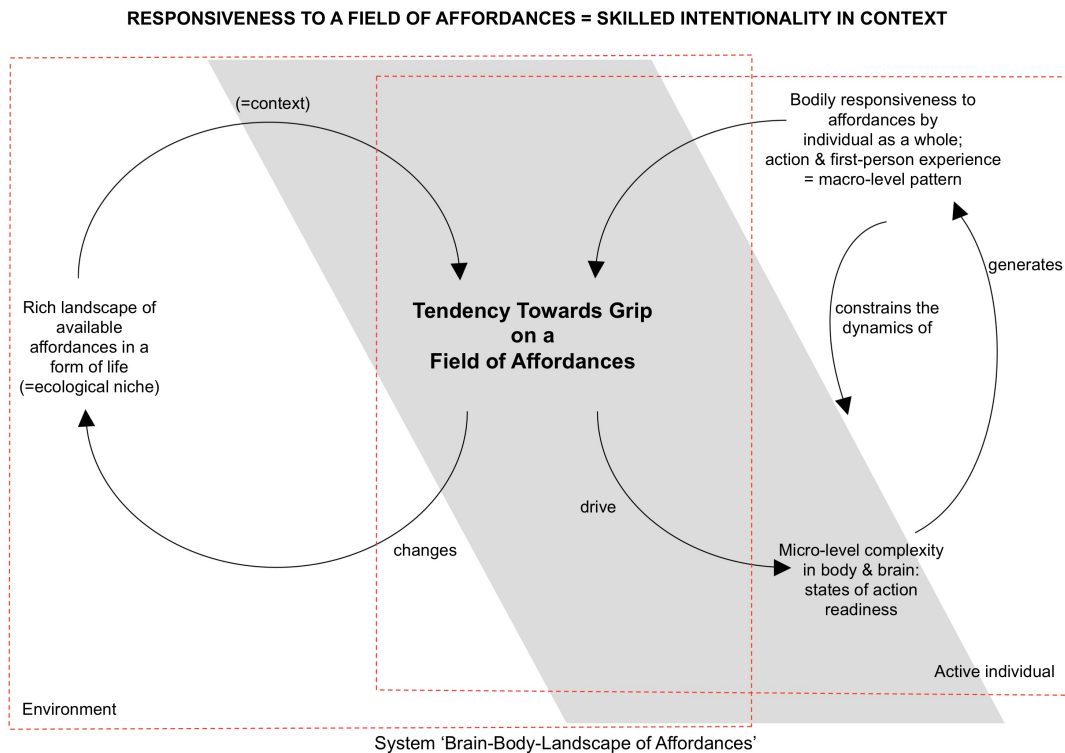 RESPONSIVENESS TO A FIELD OF AFFORDANCES = SKILLED INTENTIONALITY IN CONTEXT
(=context)
Bodily responsiveness to
affordances by
individual as a whole;
action & first-person experience
= macro-level pattern
generates
constrains the
dynamics of
Rich landscape of
available
affordances in a
form of life
(=ecological niche)
Tendency Towards Grip
on a
Field of Affordances
drive
changes
Micro-level complexity
in body & brain:
states of action
readiness
Active individual
Environment
System ‘Brain-Body-Landscape of Affordances’